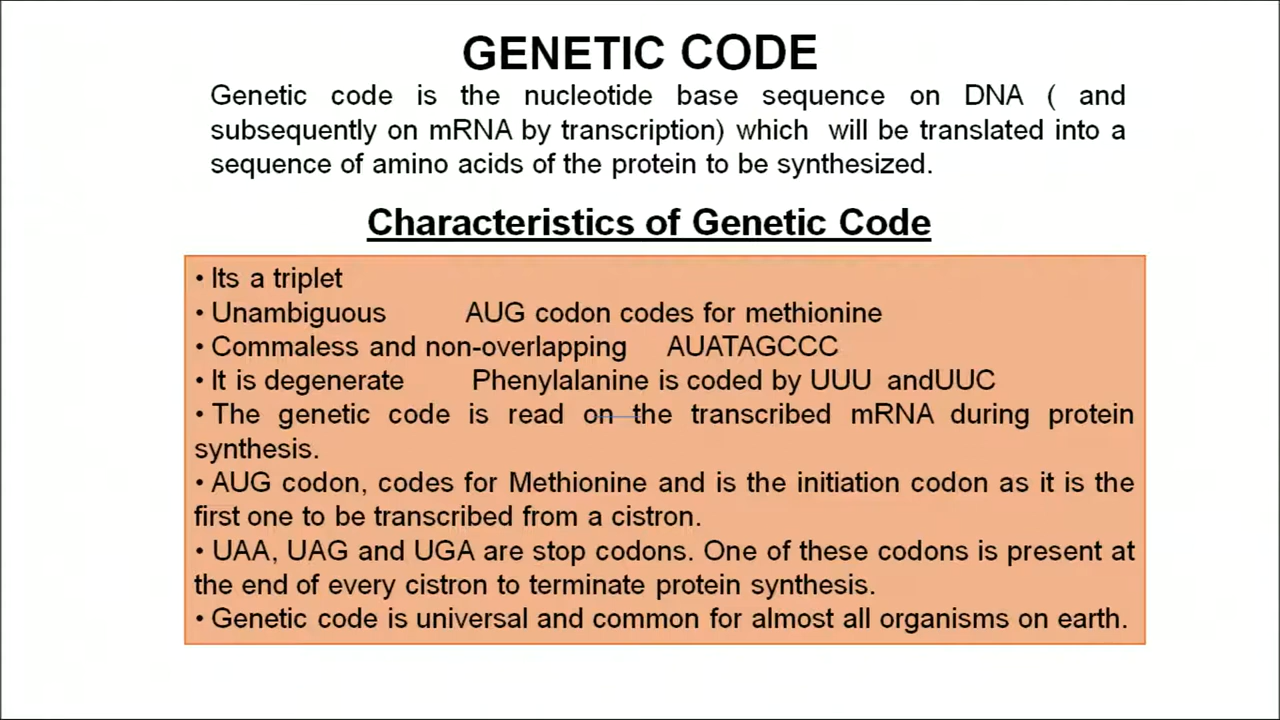 GENETIC CODE
Genetic code is the nucleotide base sequence on DNA ( and
subsequently on mRNA by transcription) which will be translated into a
sequence of amino acids of the protein to be synthesized.
Characteristics of Genetic Code
• Its a triplet
• Unambiguous AUG codon codes for methionine
• Commaless and non-overlapping AUATAGCCC
• It is degenerate Phenylalanine is coded by UUU andUUC
• The genetic code is read on the transcribed mRNA during protein
synthesis.
• AUG codon, codes for Methionine and is the initiation codon as it is the
first one to be transcribed from a cistron.
• UAA, UAG and UGA are stop codons. One of these codons is present at
the end of every cistron to terminate protein synthesis.
• Genetic code is universal and common for almost all organisms on earth.